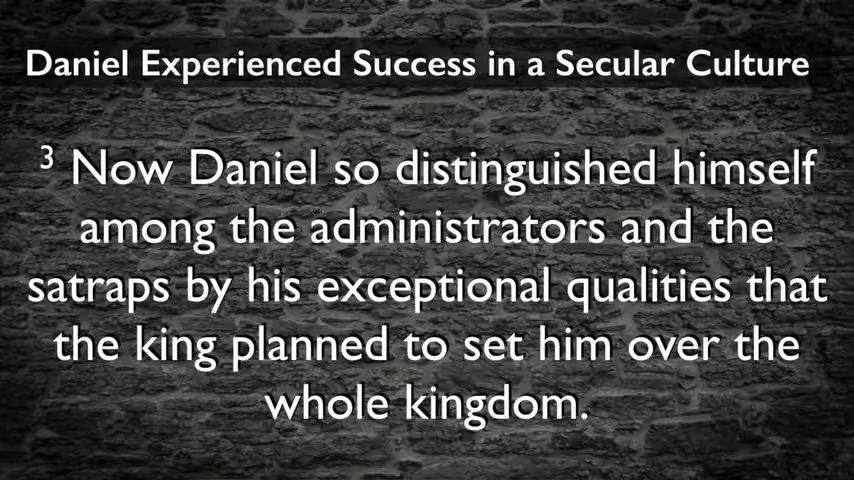 Daniel Experienced Success in a Secular Culture
³ Now Daniel so distinguished himself
among the administrators and the
satraps by his exceptional qualities that
the king planned to set him over the
whole kingdom.